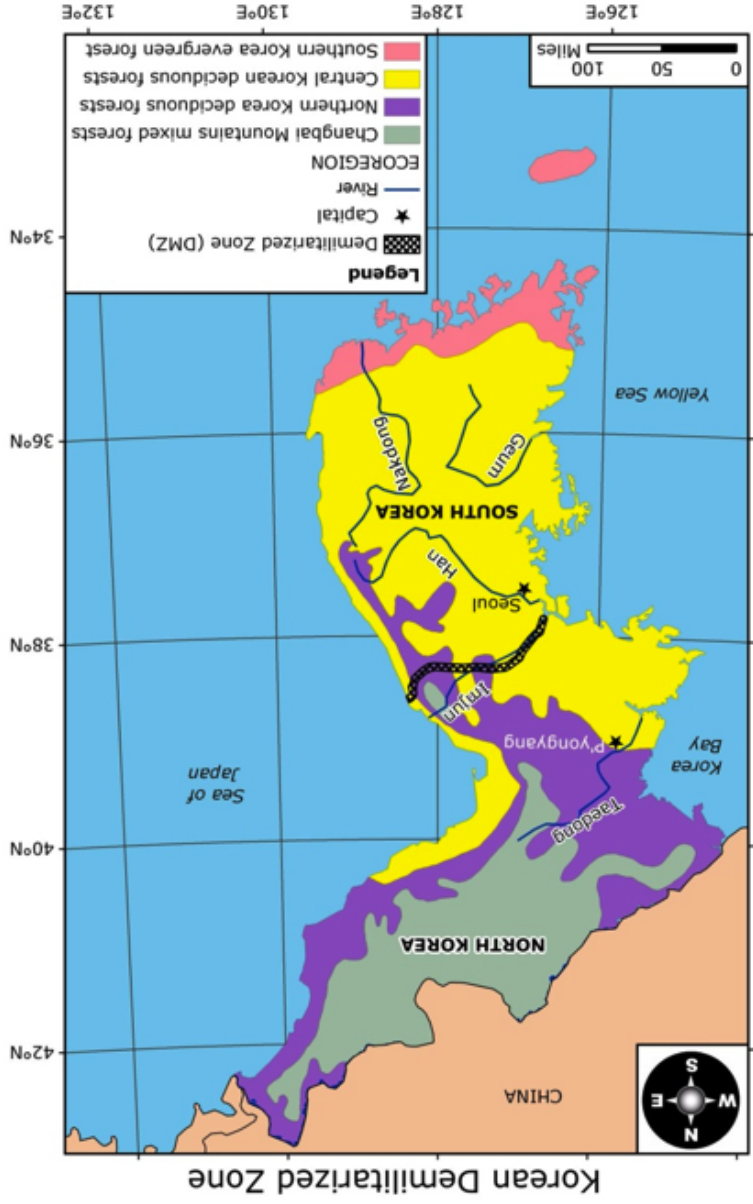 Korean Demilitarized Zone
N
W
E
S
CHINA
42°N
NORTH KOREA
40°N
Taedong
Korea
Bay
P'yongyang
Sea of
Japan
Imjun
38°N
Seoul
Han
SOUTH KOREA
Geum
Nakdong
36°N
Yellow Sea
34°N
Legend
Demilitarized Zone (DMZ)
Capital
River
ECOREGION
Changbai Mountains mixed forests
Northern Korea deciduous forests
Central Korean deciduous forests
Southern Korea evergreen forest
0 50 100
Miles
126°E 128°E 130°E 132°E